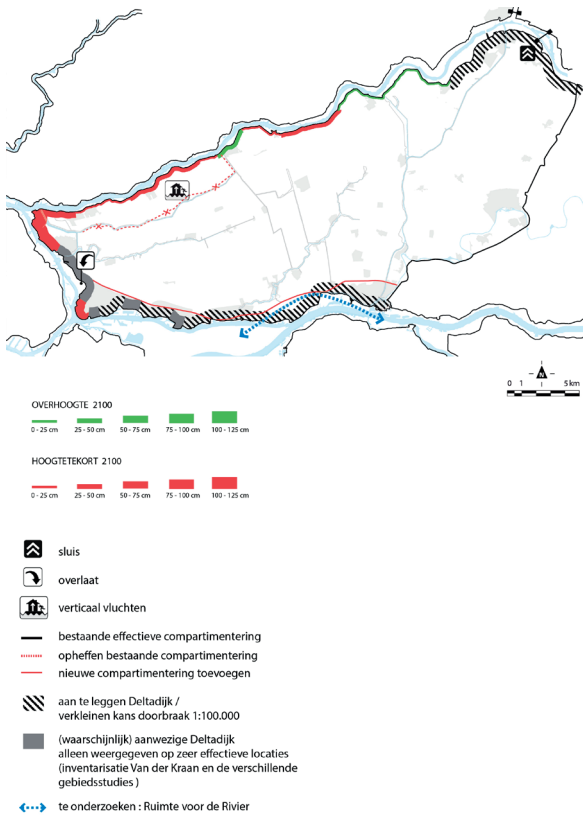 N
0 1 5 km
OVERHOOGTE 2100
0 - 25 cm 25 - 50 cm 50 - 75 cm 75 - 100 cm 100 - 125 cm
HOOGTETEKORT 2100
0 - 25 cm 25 - 50 cm 50 - 75 cm 75 - 100 cm 100 - 125 cm
sluis
overlaat
verticaal vluchten
bestaande effectieve compartimentering
opheffen bestaande compartimentering
nieuwe compartimentering toevoegen
aan te leggen Deltadijk /
verkleinen kans doorbraak 1:100.000
(waarschijnlijk) aanwezige Deltadijk
alleen weergegeven op zeer effectieve locaties
(inventarisatie Van der Kraan en de verschillende
gebiedsstudies )
te onderzoeken : Ruimte voor de Rivier